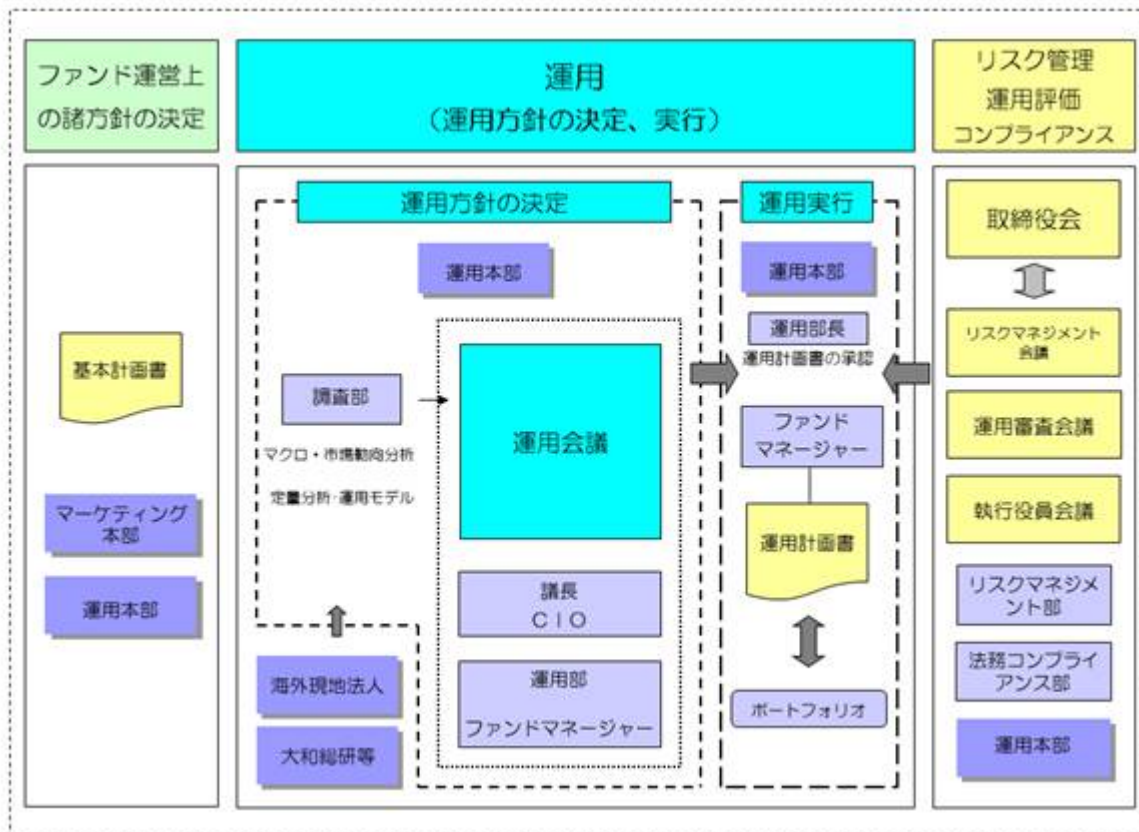 ファンド運営上
の諸方針の決定
運用
（運用方針の決定、実行）
リスク管理
運用評価
コンプライアンス
基本計画書
マーケティング
本部
運用本部
運用方針の決定
運用本部
調査部
マクロ・市場動向分析
定量分析・運用モデル
海外現地法人
大和総研等
運用会議
議長
ＣＩＯ
運用部
ファンドマネージャー
運用実行
運用本部
運用部長
運用計画書の承認
ファンド
マネージャー
運用計画書
ポートフォリオ
取締役会
リスクマネジメント
会議
運用審査会議
執行役員会議
リスクマネジメ
ント部
法務コンプライ
アンス部
運用本部